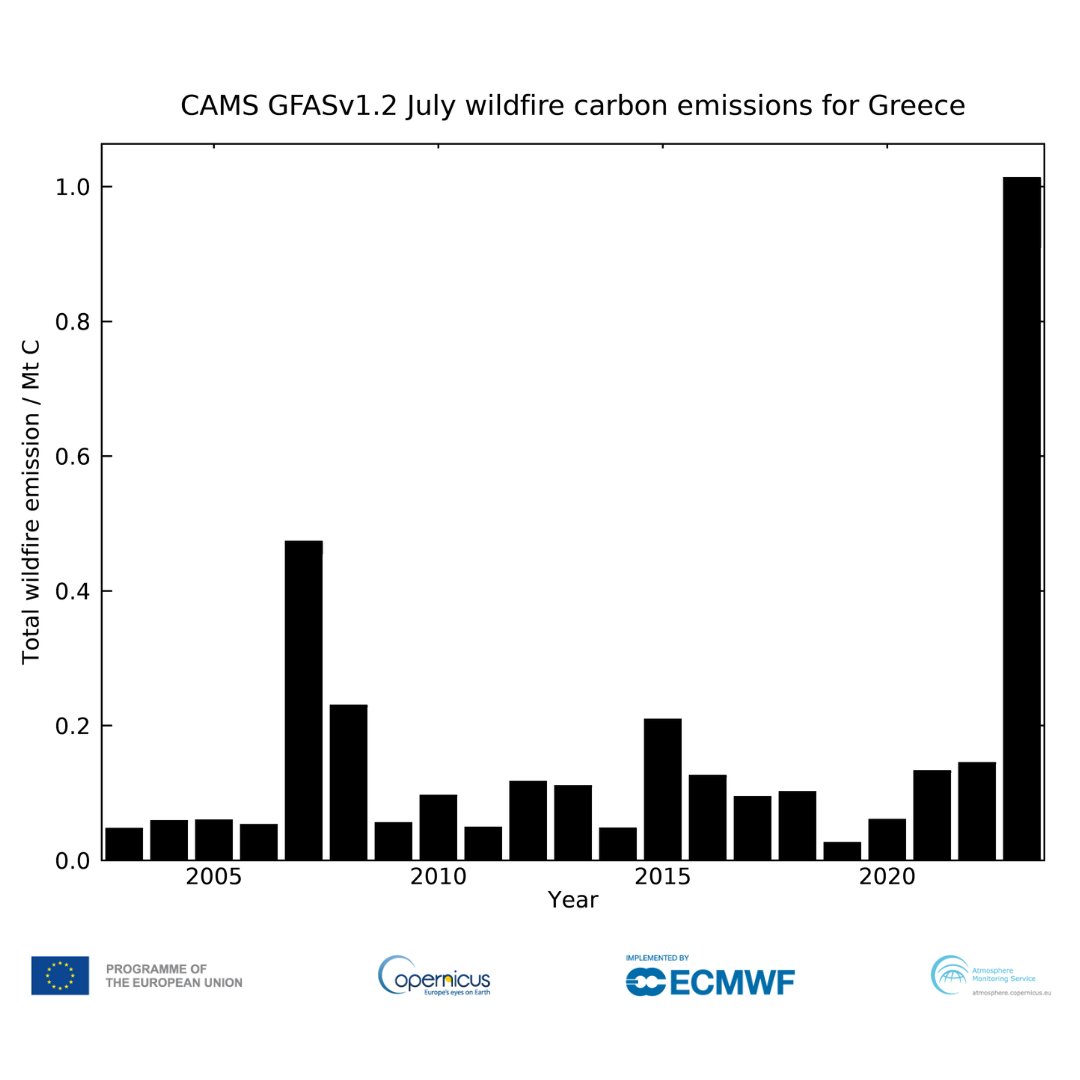 CAMS GFASv1.2 July wildfire carbon emissions for Greece
Total wildfire emission / Mt C
1.0
0.8
0.6
0.4
0.2
0.0
2005 2010 2015 2020
Year
PROGRAMME OF
THE EUROPEAN UNION
opernicus
Europe's eyes on Earth
IMPLEMENTED BY
ECMWF
Atmosphere
Monitoring Service
atmosphere.copernicus.eu